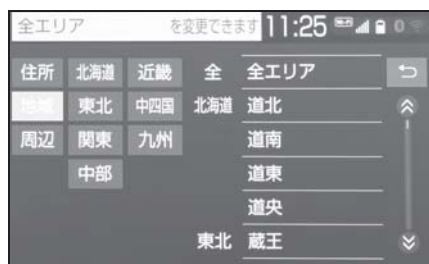 全エリア を変更できます 11:25 0
住所 北海道 近畿 全 全エリア
地域 東北 中四国 北海道 道北
周辺 関東 九州 道南
中部 道東
道央
東北 蔵王